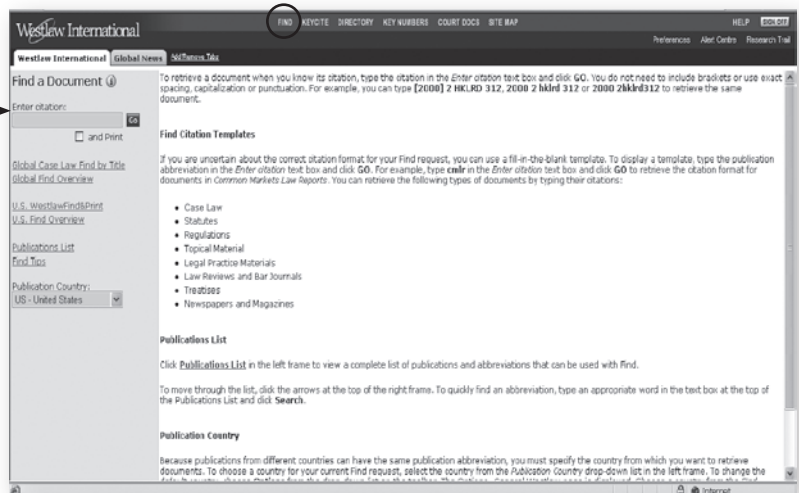 Westlaw International
FIND KEYCITE DIRECTORY KEY NUMBERS COURT DOCS SITE MAP
HELP SIGN OFF
Preferences Alert Centre Research Trail
Westlaw International Global News Add/Remove Tabs
Find a Document
Enter citation:
Go
and Print
Global Case Law Find by Title
Global Find Overview
U.S. WestlawFind&Print
U.S. Find Overview
Publications List
Find Tips
Publication Country:
US - United States
To retrieve a document when you know its citation, type the citation in the Enter citation text box and click GO. You do not need to include brackets or use exact
spacing, capitalization or punctuation. For example, you can type [2000] 2 HKLRD 312, 2000 2 hklrd 312 or 2000 2hklrd312 to retrieve the same
document.
Find Citation Templates
If you are uncertain about the correct citation format for your Find request, you can use a fill-in-the-blank template. To display a template, type the publication
abbreviation in the Enter citation text box and click GO. For example, type cmlr in the Enter citation text box and click GO to retrieve the citation format for
documents in Common Markets Law Reports. You can retrieve the following types of documents by typing their citations:
• Case Law
• Statutes
• Regulations
• Topical Material
• Legal Practice Materials
• Law Reviews and Bar Journals
• Treatises
• Newspapers and Magazines
Publications List
Click Publications List in the left frame to view a complete list of publications and abbreviations that can be used with Find.
To move through the list, click the arrows at the top of the right frame. To quickly find an abbreviation, type an appropriate word in the text box at the top of
the Publications List and click Search.
Publication Country
Because publications from different countries can have the same publication abbreviation, you must specify the country from which you want to retrieve
documents. To choose a country for your current Find request, select the country from the Publication Country drop-down list in the left frame. To change the
Internet